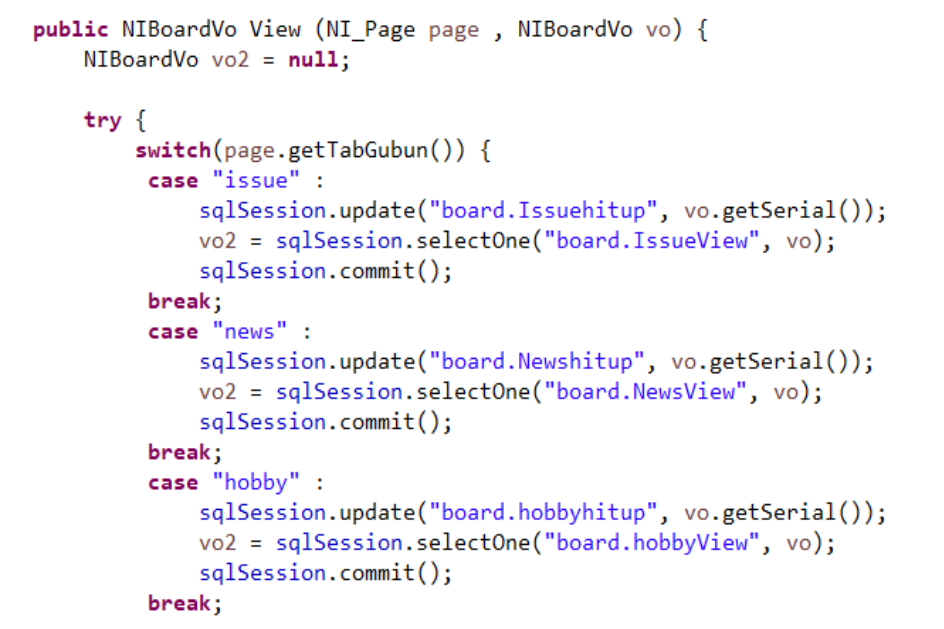 public NIBoardVo View (NI_Page page , NIBoardVo vo) {
    NIBoardVo vo2 = null;

    try {
        switch(page.getTabGubun()) {
         case "issue" :
             sqlSession.update("board.Issuehitup", vo.getSerial());
             vo2 = sqlSession.selectOne("board.IssueView", vo);
             sqlSession.commit();
         break;
         case "news" :
             sqlSession.update("board.Newshitup", vo.getSerial());
             vo2 = sqlSession.selectOne("board.NewsView", vo);
             sqlSession.commit();
         break;
         case "hobby" :
             sqlSession.update("board.hobbyhitup", vo.getSerial());
             vo2 = sqlSession.selectOne("board.hobbyView", vo);
             sqlSession.commit();
         break;